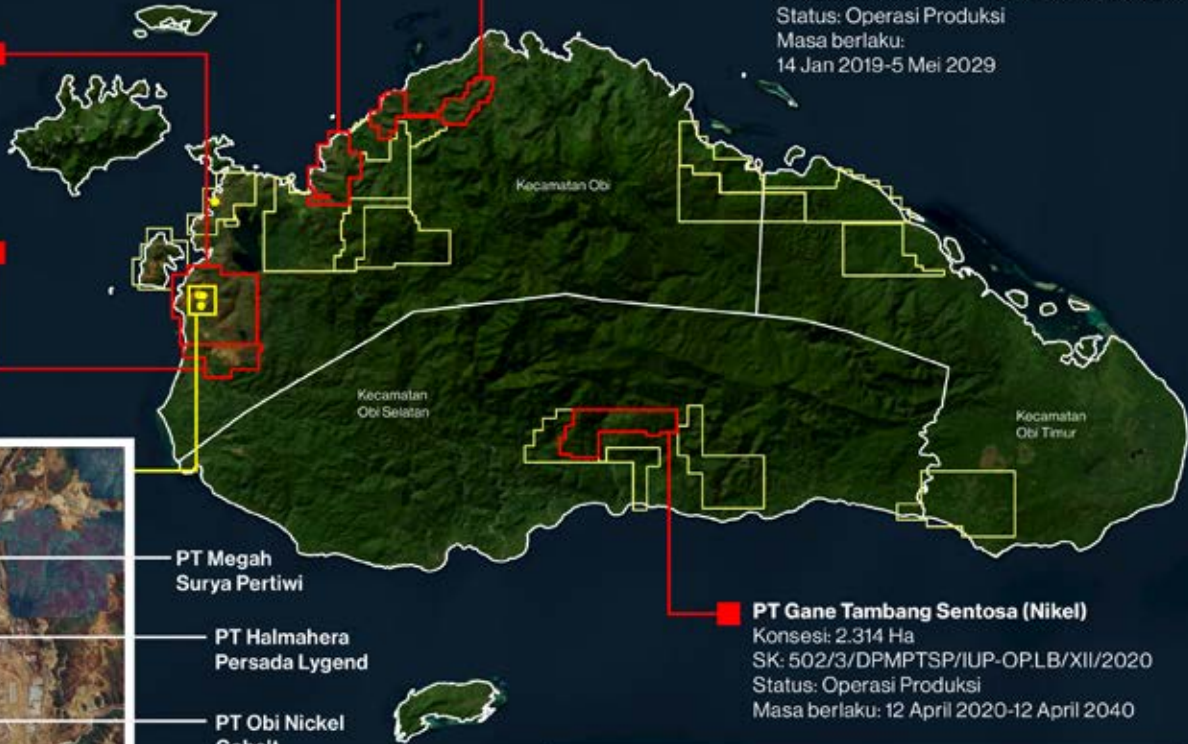 Status: Operasi Produksi
Masa berlaku:
14 Jan 2019-5 Mei 2029
Kecamatan Obi
Kecamatan
Obi Selatan
Kecamatan
Obi Timur
PT Megah
Surya Pertiwi
PT Halmahera
Persada Lygend
PT Obi Nickel
Cobalt
PT Gane Tambang Sentosa (Nikel)
Konsesi: 2.314 Ha
SK: 502/3/DPMPTSP/IUP-OP.LB/XII/2020
Status: Operasi Produksi
Masa berlaku: 12 April 2020-12 April 2040